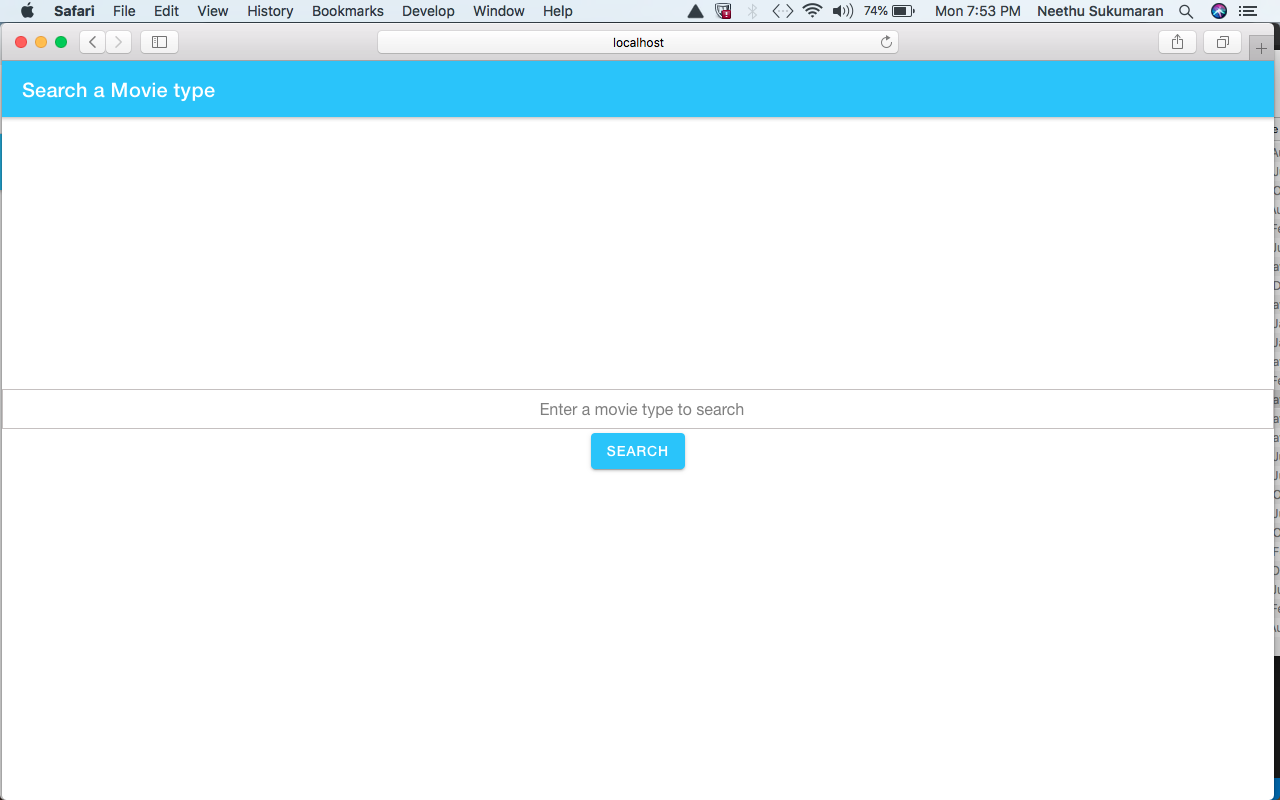 Safari File Edit View History Bookmarks Develop Window Help 74% Mon 7:53 PM Neethu Sukumaran
localhost
Search a Movie type
Enter a movie type to search
SEARCH